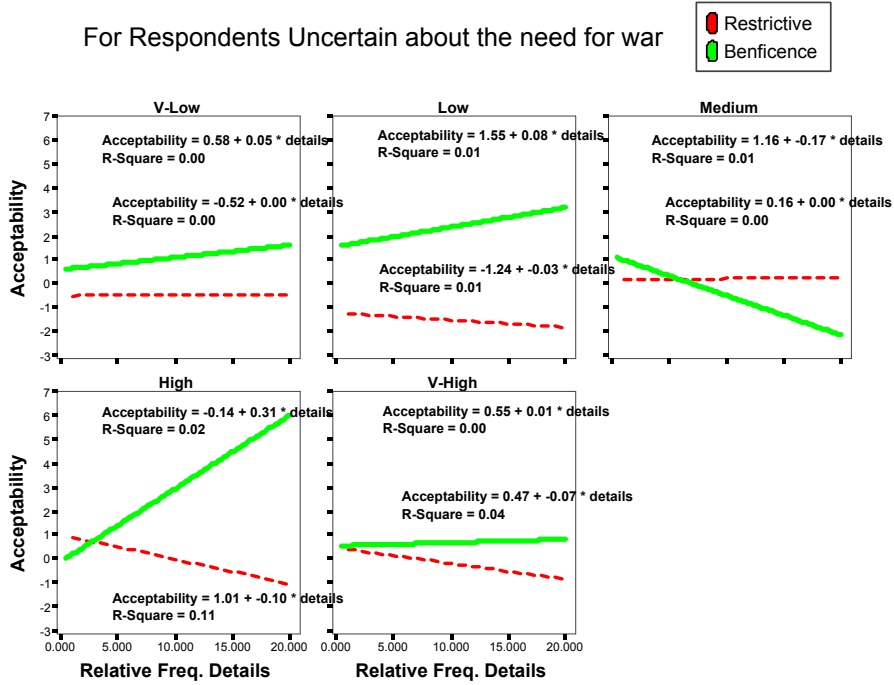 For Respondents Uncertain about the need for war
Restrictive
Benficence
V-Low
Low
Medium
Acceptability
7
6
5
4
3
2
1
0
-1
-2
-3
Acceptability = 0.58 + 0.05 * details
R-Square = 0.00
Acceptability = -0.52 + 0.00 * details
R-Square = 0.00
Acceptability = 1.55 + 0.08 * details
R-Square = 0.01
Acceptability = -1.24 + -0.03 * details
R-Square = 0.01
Acceptability = 1.16 + -0.17 * details
R-Square = 0.01
Acceptability = 0.16 + 0.00 * details
R-Square = 0.00
High
V-High
Acceptability
7
6
5
4
3
2
1
0
-1
-2
-3
Acceptability = -0.14 + 0.31 * details
R-Square = 0.02
Acceptability = 1.01 + -0.10 * details
R-Square = 0.11
Acceptability = 0.55 + 0.01 * details
R-Square = 0.00
Acceptability = 0.47 + -0.07 * details
R-Square = 0.04
0.000 5.000 10.000 15.000 20.000
0.000 5.000 10.000 15.000 20.000
Relative Freq. Details
Relative Freq. Details